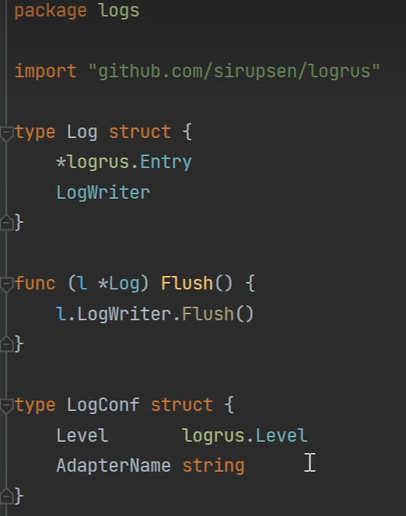 package logs
import "github.com/sirupsen/logrus"
type Log struct {
*logrus.Entry
LogWriter
}
func (l *Log) Flush() {
l.LogWriter.Flush()
}
type LogConf struct {
Level logrus.Level
AdapterName string
}